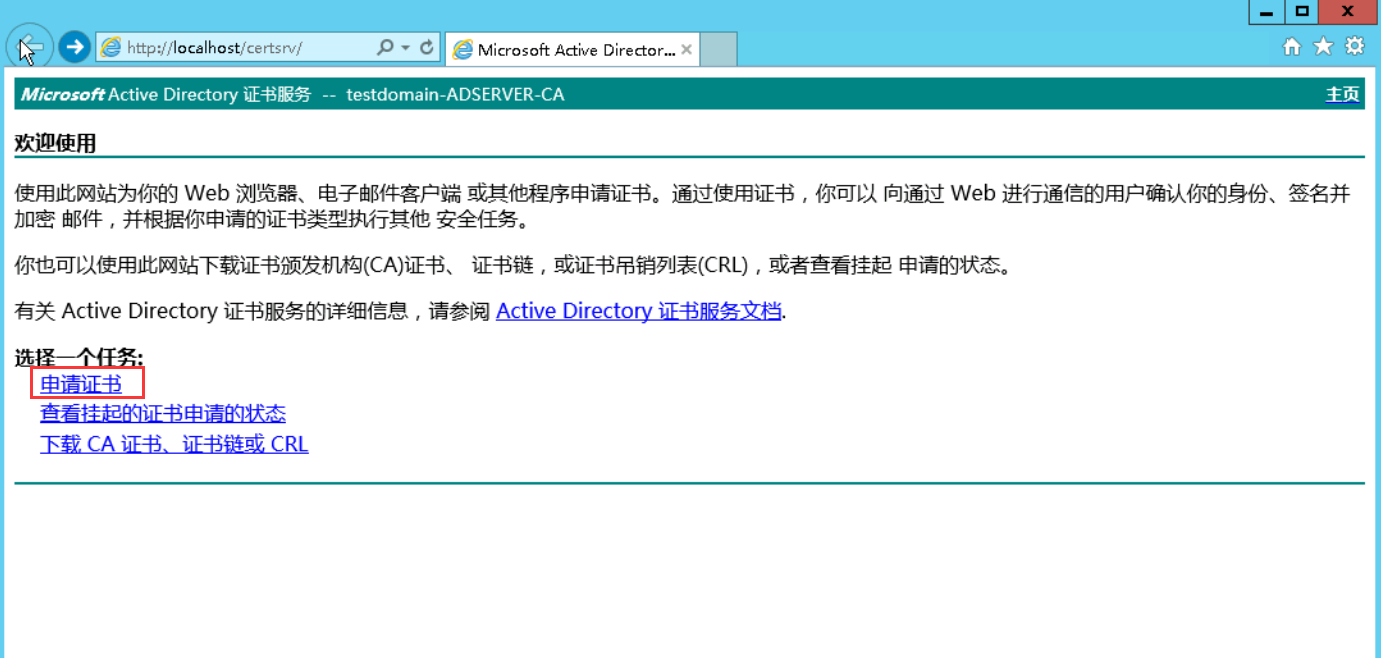 http://localhost/certsrv/
Microsoft Active Director...
Microsoft Active Directory 证书服务 -- testdomain-ADSERVER-CA 主页
欢迎使用
使用此网站为你的 Web 浏览器、电子邮件客户端 或其他程序申请证书。通过使用证书，你可以 向通过 Web 进行通信的用户确认你的身份、签名并
加密 邮件，并根据你申请的证书类型执行其他 安全任务。
你也可以使用此网站下载证书颁发机构(CA)证书、 证书链，或证书吊销列表(CRL)，或者查看挂起 申请的状态。
有关 Active Directory 证书服务的详细信息，请参阅 Active Directory 证书服务文档.
选择一个任务:
申请证书
查看挂起的证书申请的状态
下载 CA 证书、证书链或 CRL